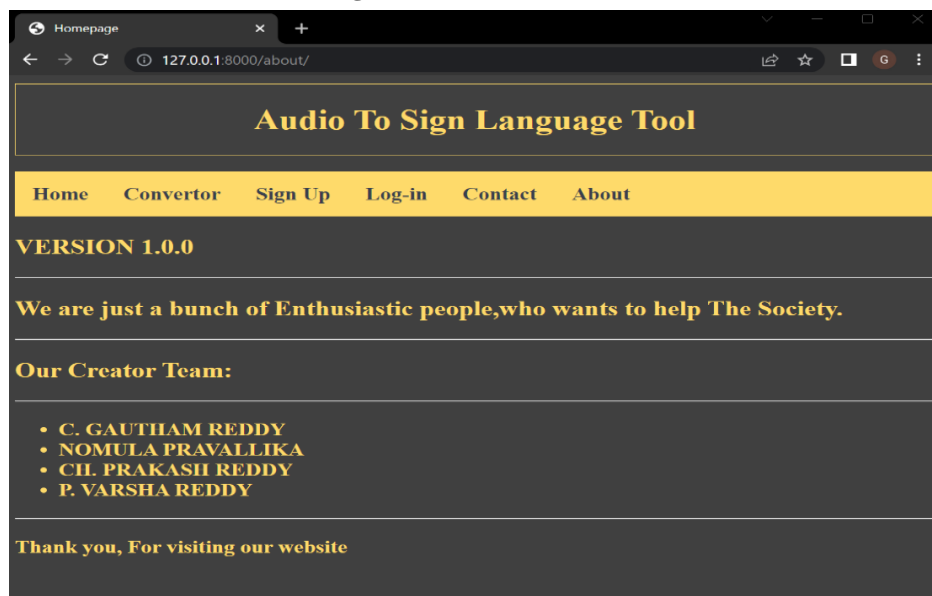 Homepage
127.0.0.1:8000/about/
G
Audio To Sign Language Tool
Home Convertor Sign Up Log-in Contact About
VERSION 1.0.0
We are just a bunch of Enthusiastic people,who wants to help The Society.
Our Creator Team:
• C. GAUTHAM REDDY
• NOMULA PRAVALLIKA
• CH. PRAKASH REDDY
• P. VARSHA REDDY
Thank you, For visiting our website